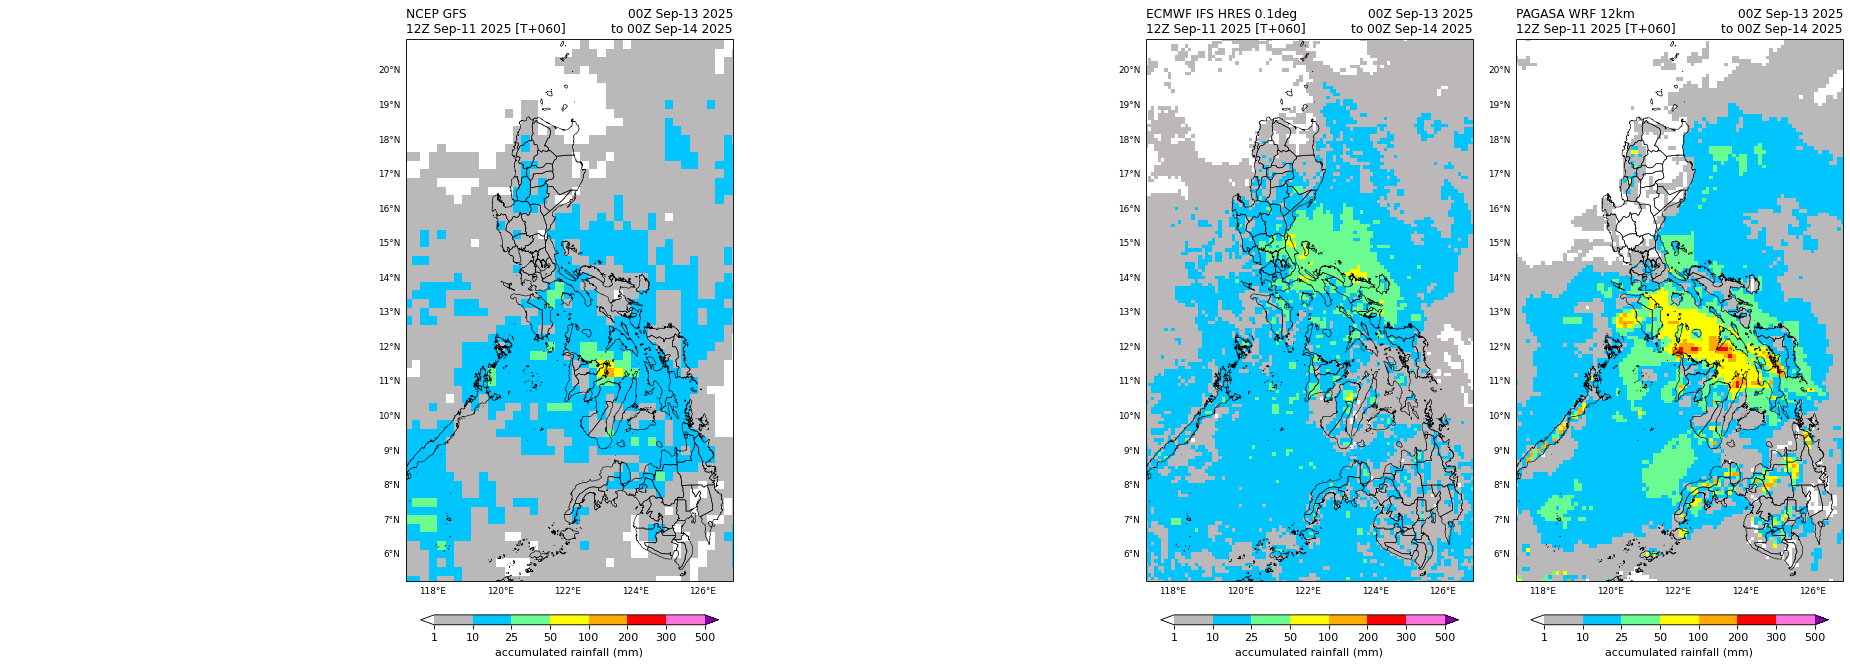 NCEP GFS 00Z Sep-13 2025
12Z Sep-11 2025 [T+060] to 00Z Sep-14 2025
20°N
19°N
18°N
17°N
16°N
15°N
14°N
13°N
12°N
11°N
10°N
9°N
8°N
7°N
6°N
118°E 120°E 122°E 124°E 126°E
1 10 25 50 100 200 300 500
accumulated rainfall (mm)
ECMWF IFS HRES 0.1deg 00Z Sep-13 2025
12Z Sep-11 2025 [T+060] to 00Z Sep-14 2025
20°N
19°N
18°N
17°N
16°N
15°N
14°N
13°N
12°N
11°N
10°N
9°N
8°N
7°N
6°N
118°E 120°E 122°E 124°E 126°E
1 10 25 50 100 200 300 500
accumulated rainfall (mm)
PAGASA WRF 12km 00Z Sep-13 2025
12Z Sep-11 2025 [T+060] to 00Z Sep-14 2025
20°N
19°N
18°N
17°N
16°N
15°N
14°N
13°N
12°N
11°N
10°N
9°N
8°N
7°N
6°N
118°E 120°E 122°E 124°E 126°E
1 10 25 50 100 200 300 500
accumulated rainfall (mm)